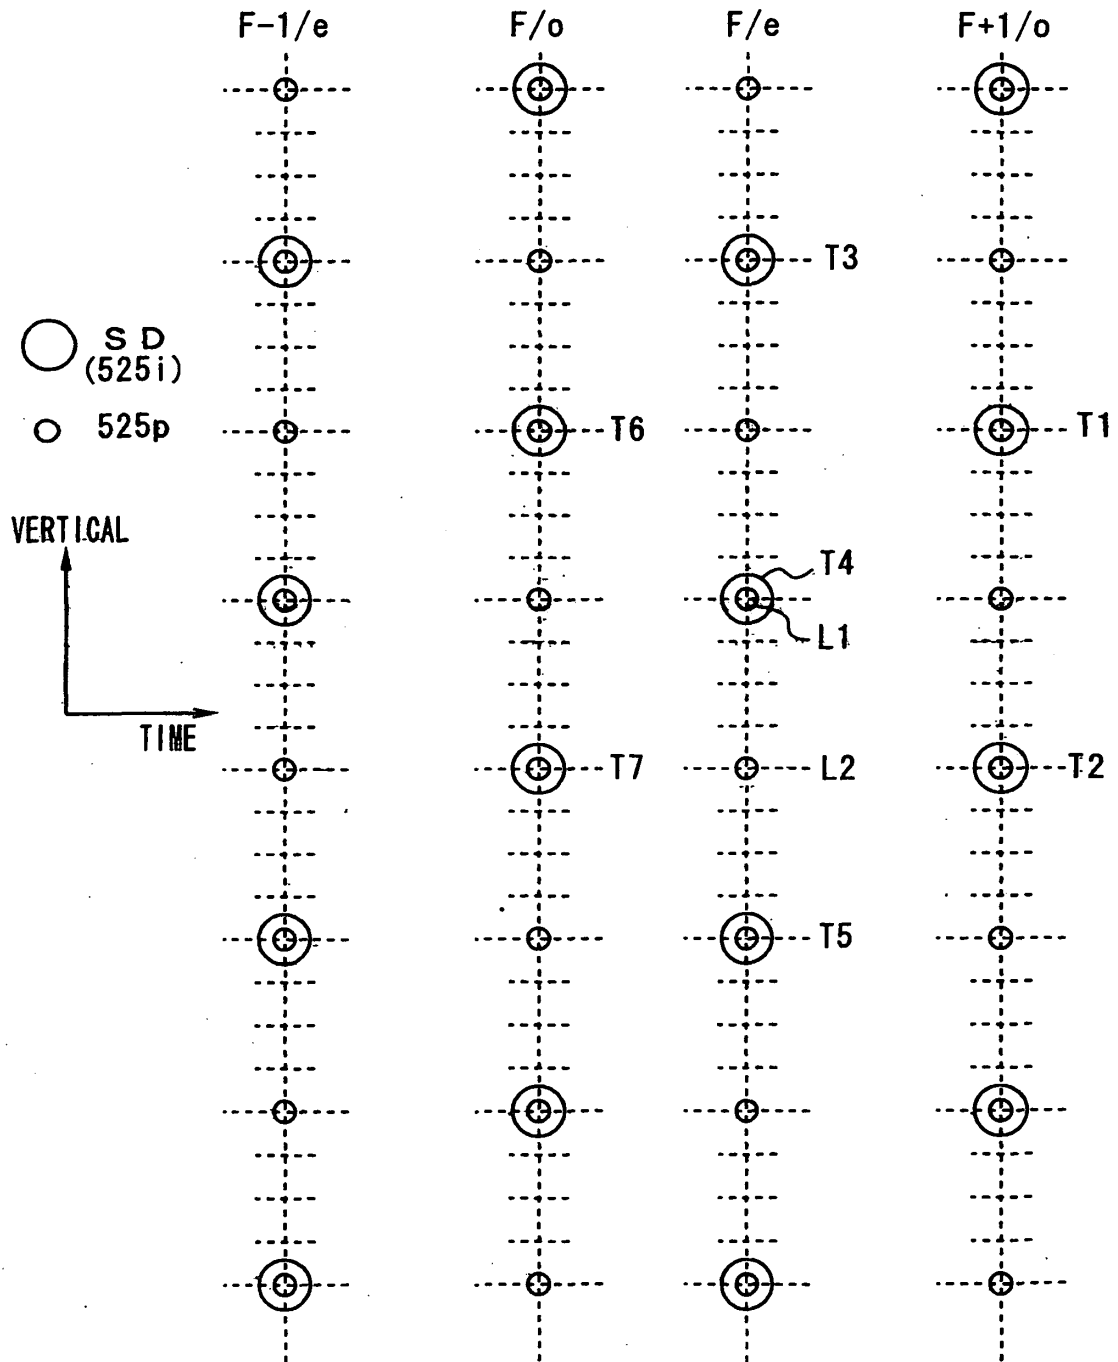 F-1/e F/o F/e F+1/o
T3
SD
(525i)
525p
T6 T1
VERTICAL
T4
L1
TIME
T7 L2 T2
T5